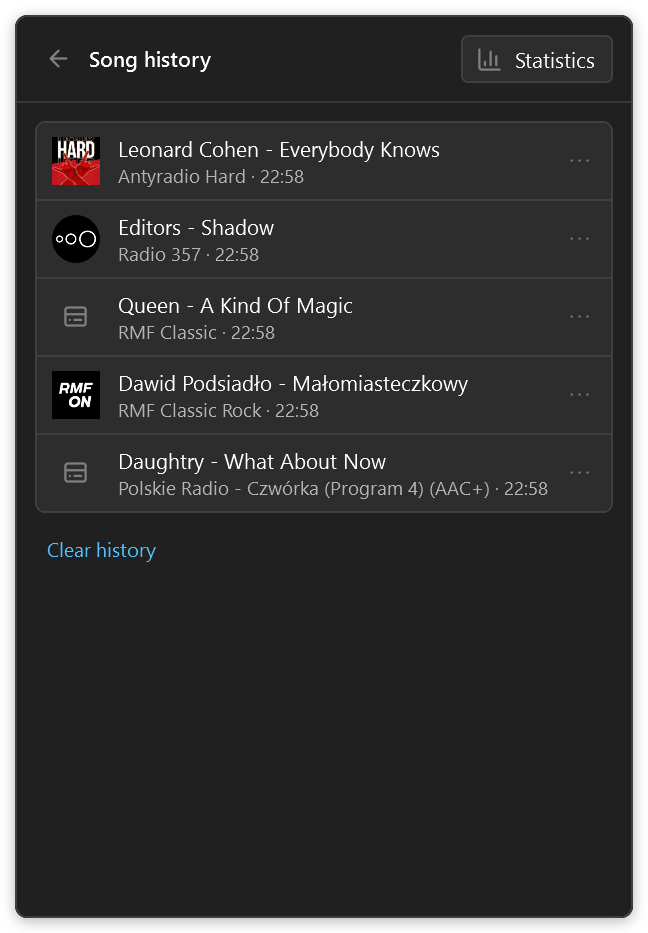 Song history
Statistics
HARD
Leonard Cohen - Everybody Knows
Antyradio Hard · 22:58
Editors - Shadow
Radio 357 · 22:58
Queen - A Kind Of Magic
RMF Classic · 22:58
RMF
ON
Dawid Podsiadło - Małomiasteczkowy
RMF Classic Rock · 22:58
Daughtry - What About Now
Polskie Radio - Czwórka (Program 4) (AAC+) · 22:58
Clear history